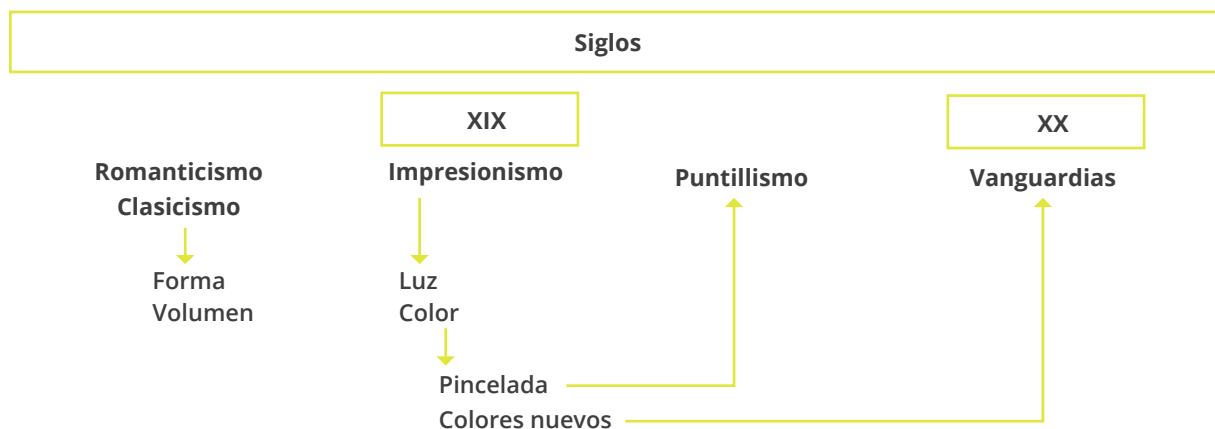 Siglos
XIX
XX
Romanticismo
Clasicismo
Impresionismo
Puntillismo
Vanguardias
Forma
Volumen
Luz
Color
Pincelada
Colores nuevos